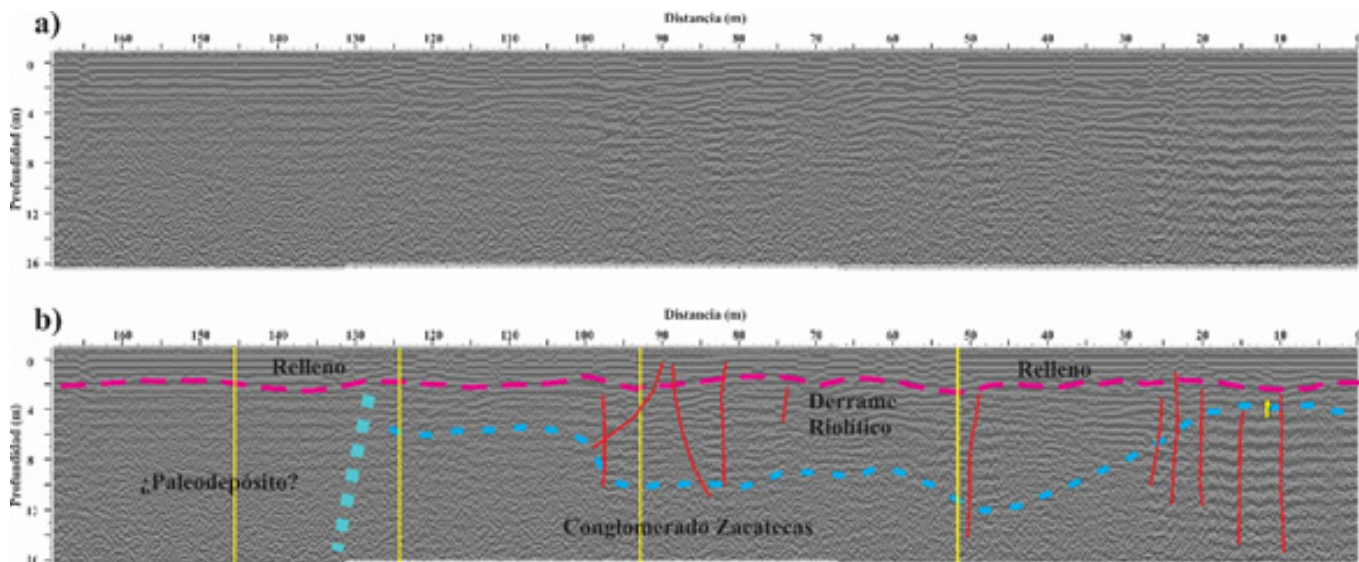 a)
Distancia (m)
160 150 140 130 120 110 100 90 80 70 60 50 40 30 20 10 0
Profundidad (m)
0
4
8
12
16
b)
Distancia (m)
160 150 140 130 120 110 100 90 80 70 60 50 40 30 20 10 0
Profundidad (m)
0
4
8
12
16
Relleno
Relleno
Derrame
Riolítico
¿Paleodepósito?
Conglomerado Zacatecas